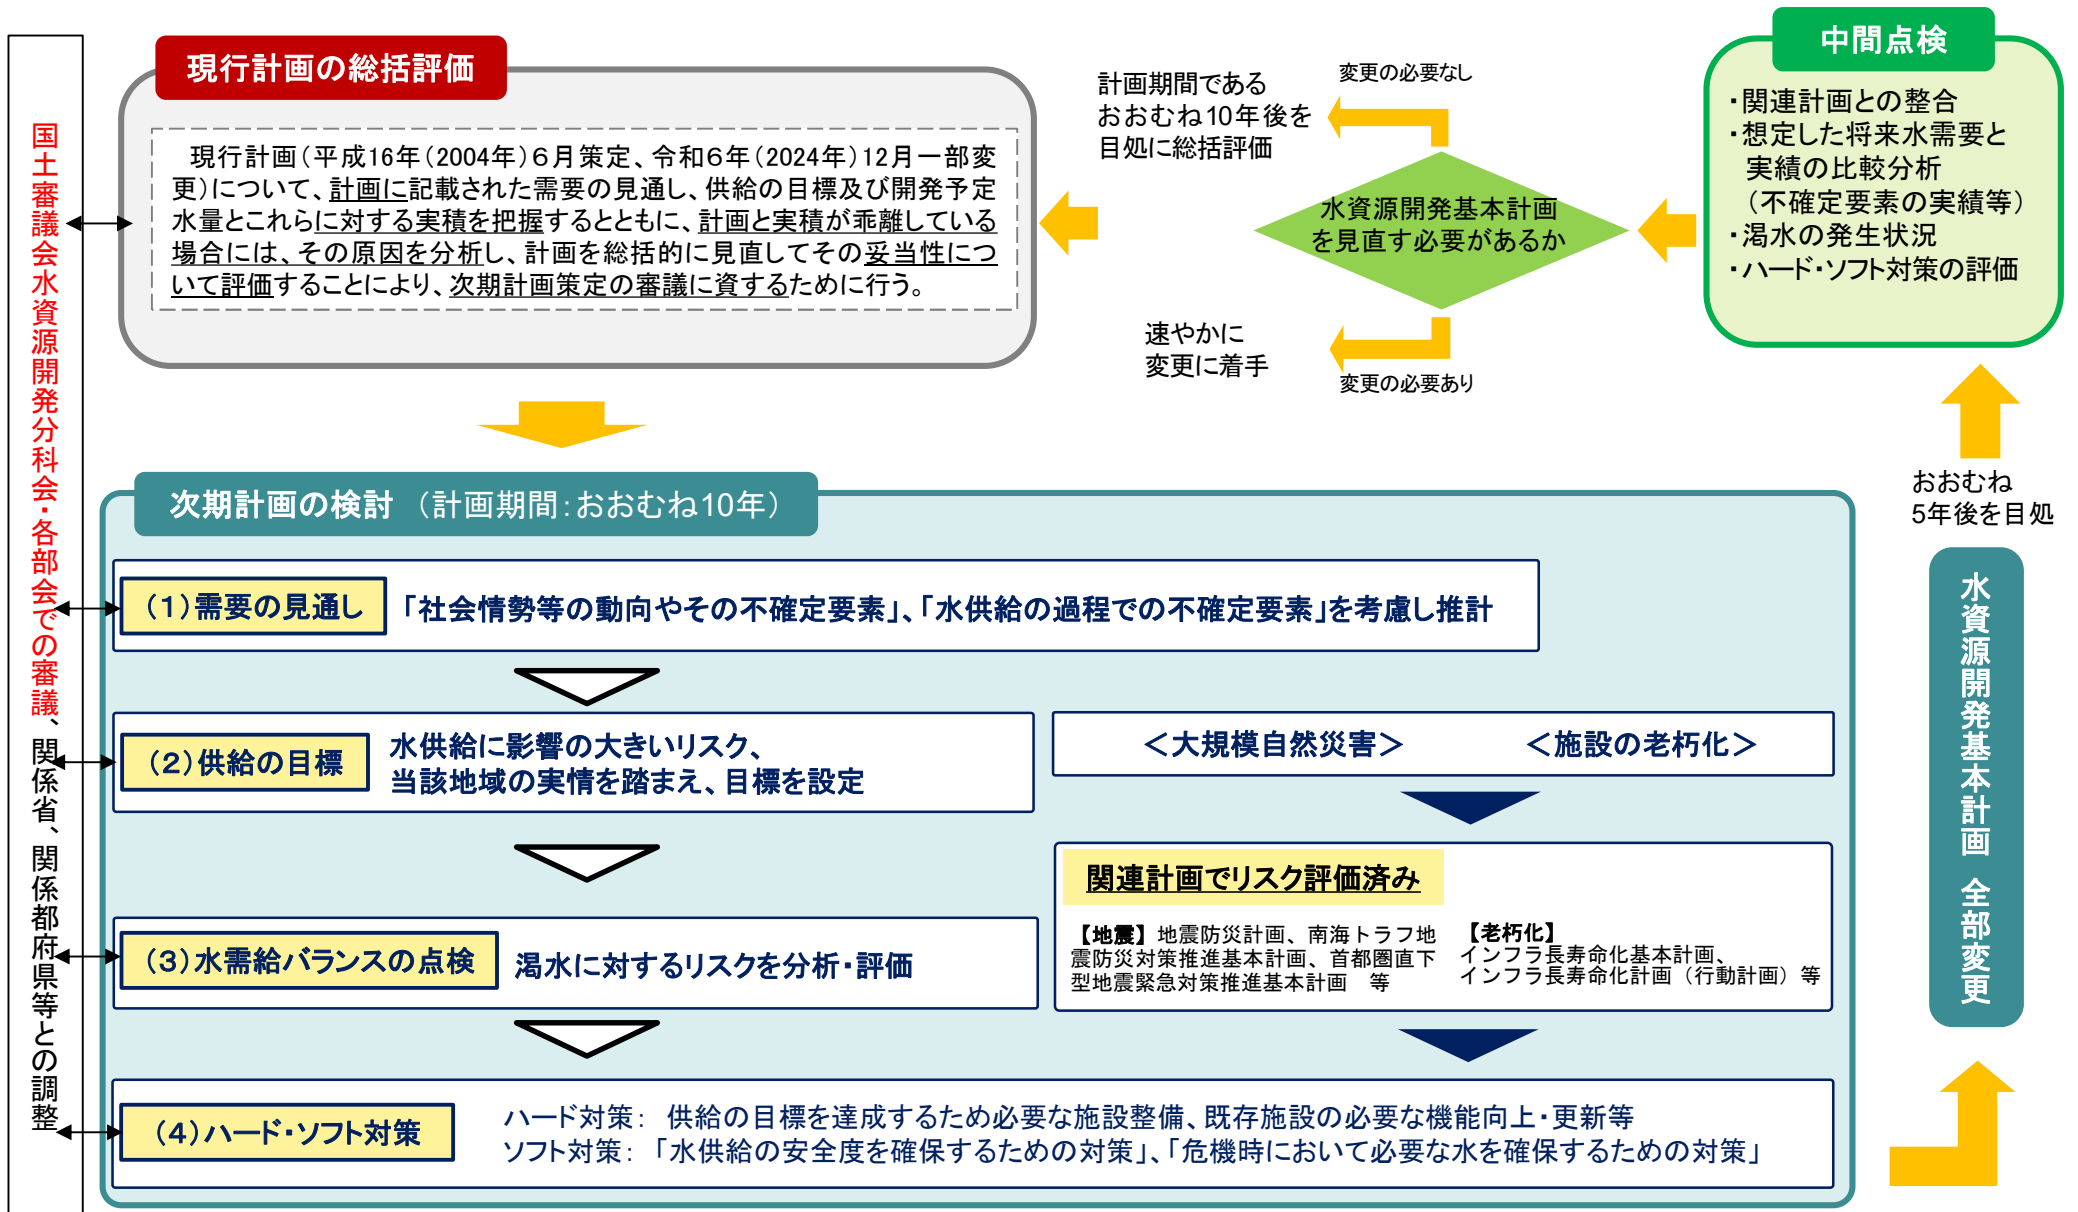 国土審議会水資源開発分科会・各部会での審議、関係省、関係都府県等との調整
現行計画の総括評価
現行計画(平成16年(2004年)6月策定、令和6年(2024年)12月一部変
更)について、計画に記載された需要の見通し、供給の目標及び開発予定
水量とこれらに対する実積を把握するとともに、計画と実積が乖離している
場合には、その原因を分析し、計画を総括的に見直してその妥当性につ
いて評価することにより、次期計画策定の審議に資するために行う。
計画期間である
おおむね10年後を
目処に総括評価
変更の必要なし
水資源開発基本計画
を見直す必要があるか
速やかに
変更に着手
変更の必要あり
中間点検
・関連計画との整合
・想定した将来水需要と
実績の比較分析
(不確定要素の実績等)
・渇水の発生状況
・ハード・ソフト対策の評価
おおむね
5年後を目処
水資源開発基本計画 全部変更
次期計画の検討 (計画期間:おおむね10年)
(1)需要の見通し 「社会情勢等の動向やその不確定要素」、「水供給の過程での不確定要素」を考慮し推計
(2)供給の目標
水供給に影響の大きいリスク、
当該地域の実情を踏まえ、目標を設定
(3)水需給バランスの点検 渇水に対するリスクを分析・評価
<大規模自然災害> <施設の老朽化>
関連計画でリスク評価済み
【地震】地震防災計画、南海トラフ地
震防災対策推進基本計画、首都圏直下
型地震緊急対策推進基本計画 等
【老朽化】
インフラ長寿命化基本計画、
インフラ長寿命化計画(行動計画)等
(4)ハード・ソフト対策
ハード対策: 供給の目標を達成するため必要な施設整備、既存施設の必要な機能向上・更新等
ソフト対策: 「水供給の安全度を確保するための対策」、「危機時において必要な水を確保するための対策」